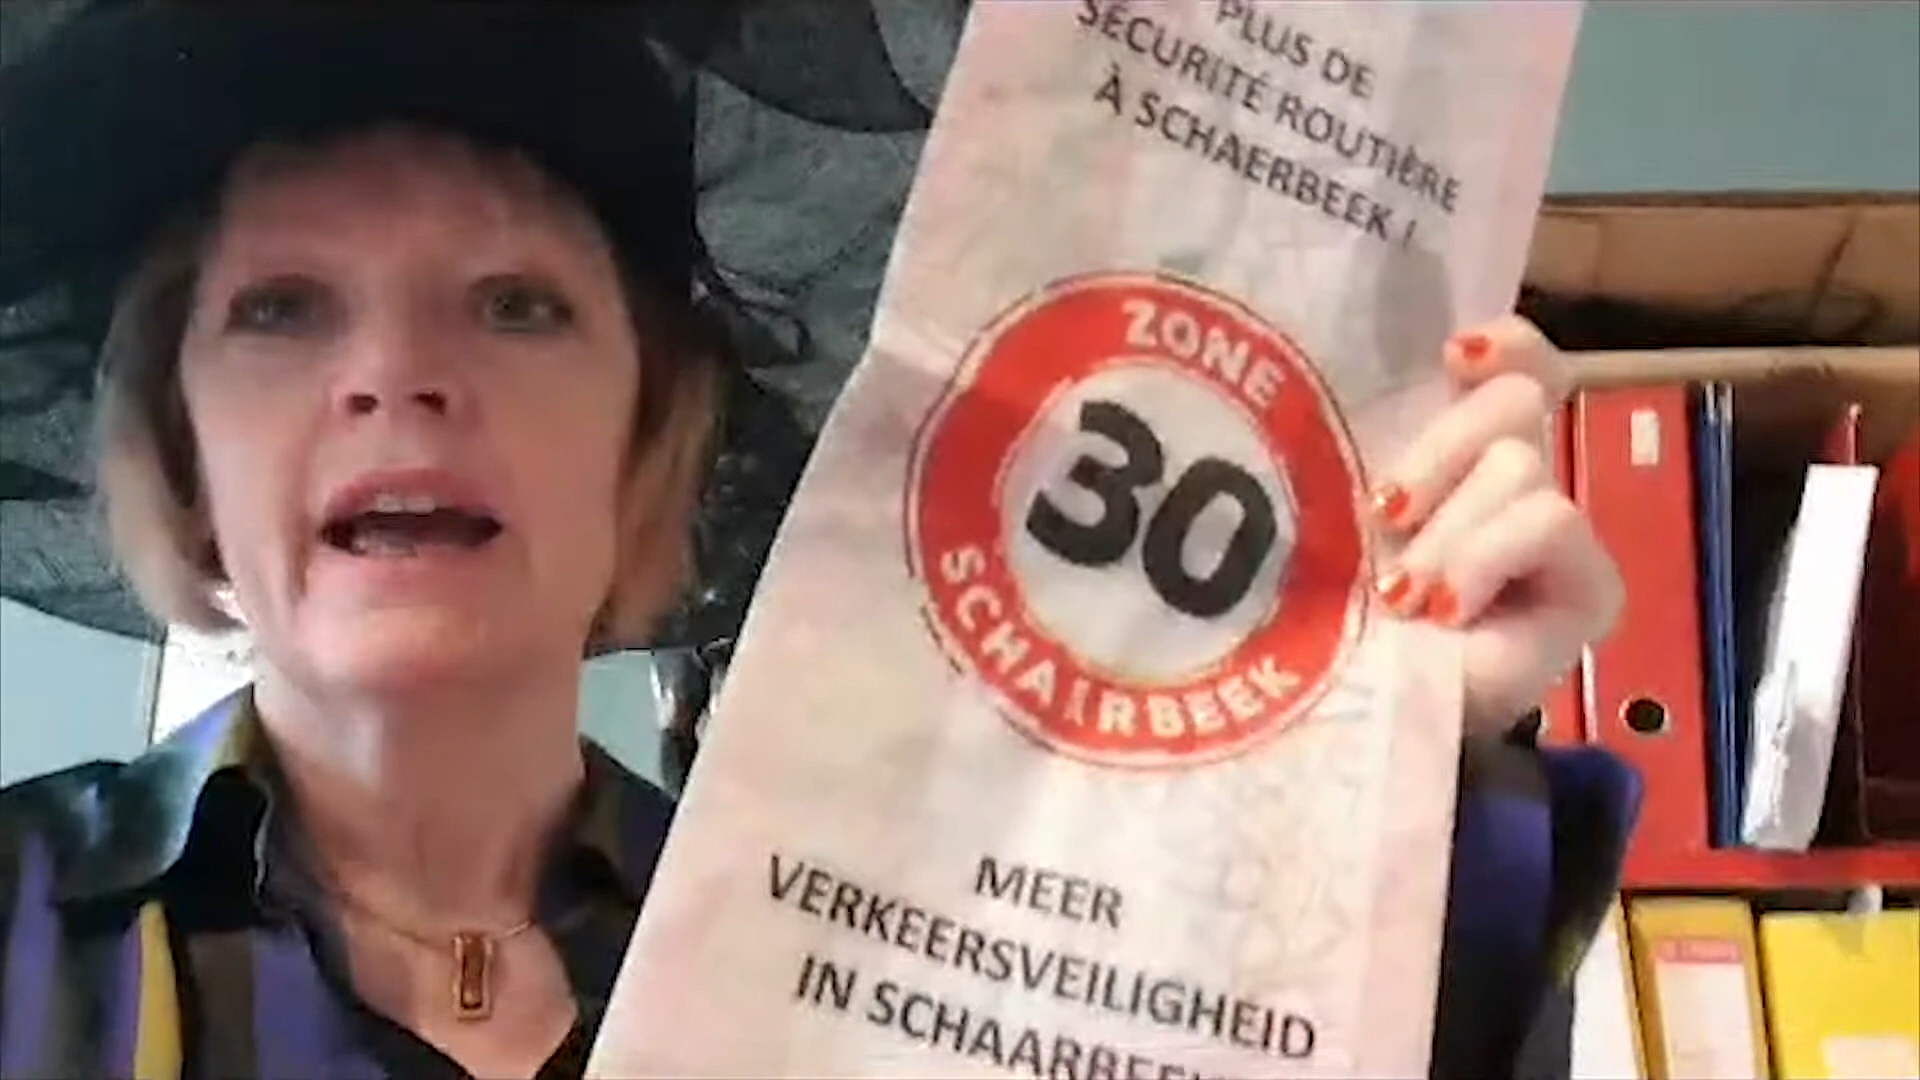 PLUS DE
SÉCURITÉ ROUTIÈRE
À SCHAERBEEK !
ZONE
30
SCHAIRBEEK
MEER
VERKEERSVEILIGHEID
IN SCHAARBEEK